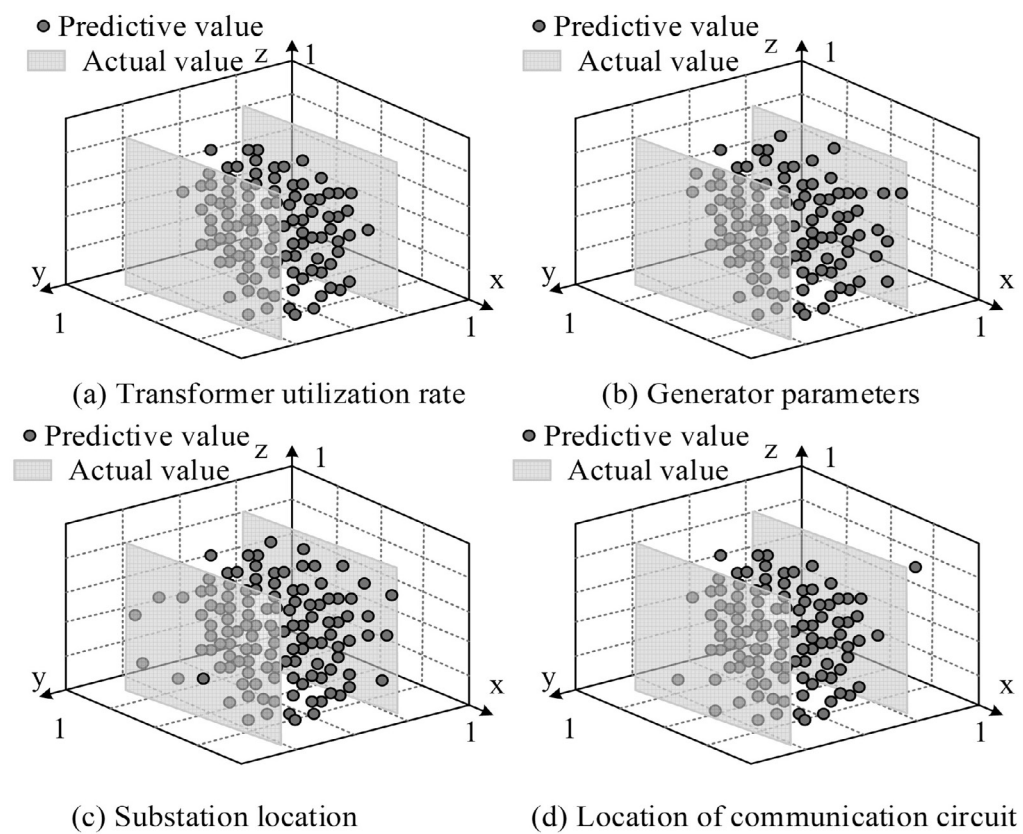 Predictive value
Actual value
z
1
y
1
x
1
(a) Transformer utilization rate
Predictive value
Actual value
z
1
y
1
x
1
(b) Generator parameters
Predictive value
Actual value
z
1
y
1
x
1
(c) Substation location
Predictive value
Actual value
z
1
y
1
x
1
(d) Location of communication circuit